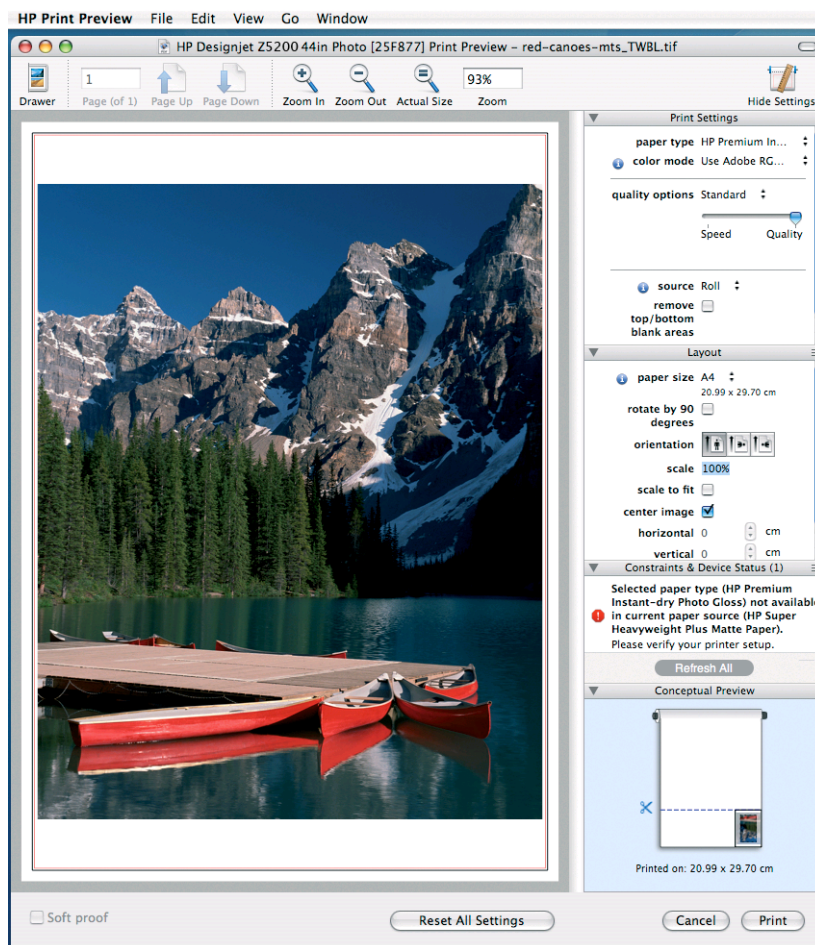 HP Print Preview File Edit View Go Window
HP Designjet Z5200 44in Photo [25F877] Print Preview – red-canoes-mts_TWBL.tif
1
93%
Drawer Page (of 1) Page Up Page Down Zoom In Zoom Out Actual Size Zoom Hide Settings
Print Settings
paper type HP Premium In...
color mode Use Adobe RG...
quality options Standard
Speed Quality
source Roll
remove
top/bottom
blank areas
Layout
paper size A4
20.99 x 29.70 cm
rotate by 90
degrees
orientation
scale 100%
scale to fit
center image
horizontal 0 cm
vertical 0 cm
Constraints & Device Status (1)
Selected paper type (HP Premium
Instant-dry Photo Gloss) not available
in current paper source (HP Super
Heavyweight Plus Matte Paper).
Please verify your printer setup.
Refresh All
Conceptual Preview
Printed on: 20.99 x 29.70 cm
Soft proof Reset All Settings Cancel Print